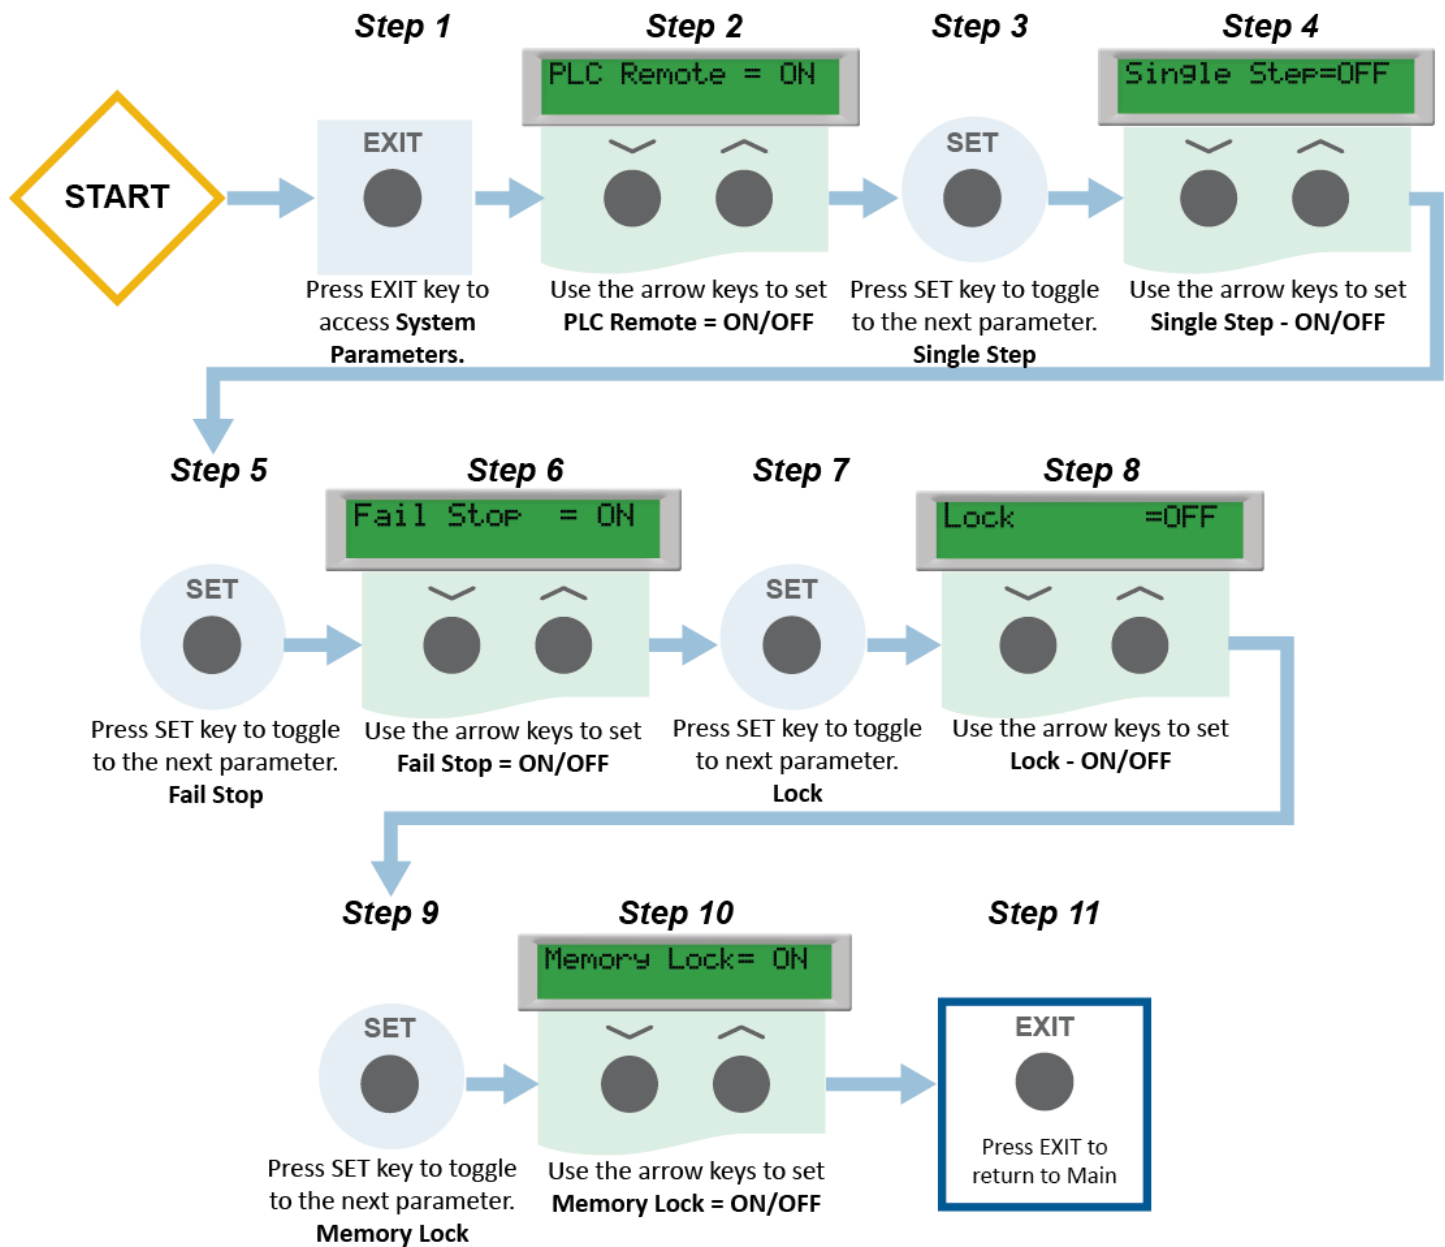 Step 1
Step 2
Step 3
Step 4
PLC Remote = ON
Single Step=OFF
START
EXIT
SET
Press EXIT key to
access System
Parameters.
Use the arrow keys to set
PLC Remote = ON/OFF
Press SET key to toggle
to the next parameter.
Single Step
Use the arrow keys to set
Single Step - ON/OFF
Step 5
Step 6
Step 7
Step 8
Fail Stop = ON
Lock =OFF
SET
SET
Press SET key to toggle
to the next parameter.
Fail Stop
Use the arrow keys to set
Fail Stop = ON/OFF
Press SET key to toggle
to next parameter.
Lock
Use the arrow keys to set
Lock - ON/OFF
Step 9
Step 10
Step 11
Memory Lock= ON
SET
EXIT
Press SET key to toggle
to the next parameter.
Memory Lock
Use the arrow keys to set
Memory Lock = ON/OFF
Press EXIT to
return to Main